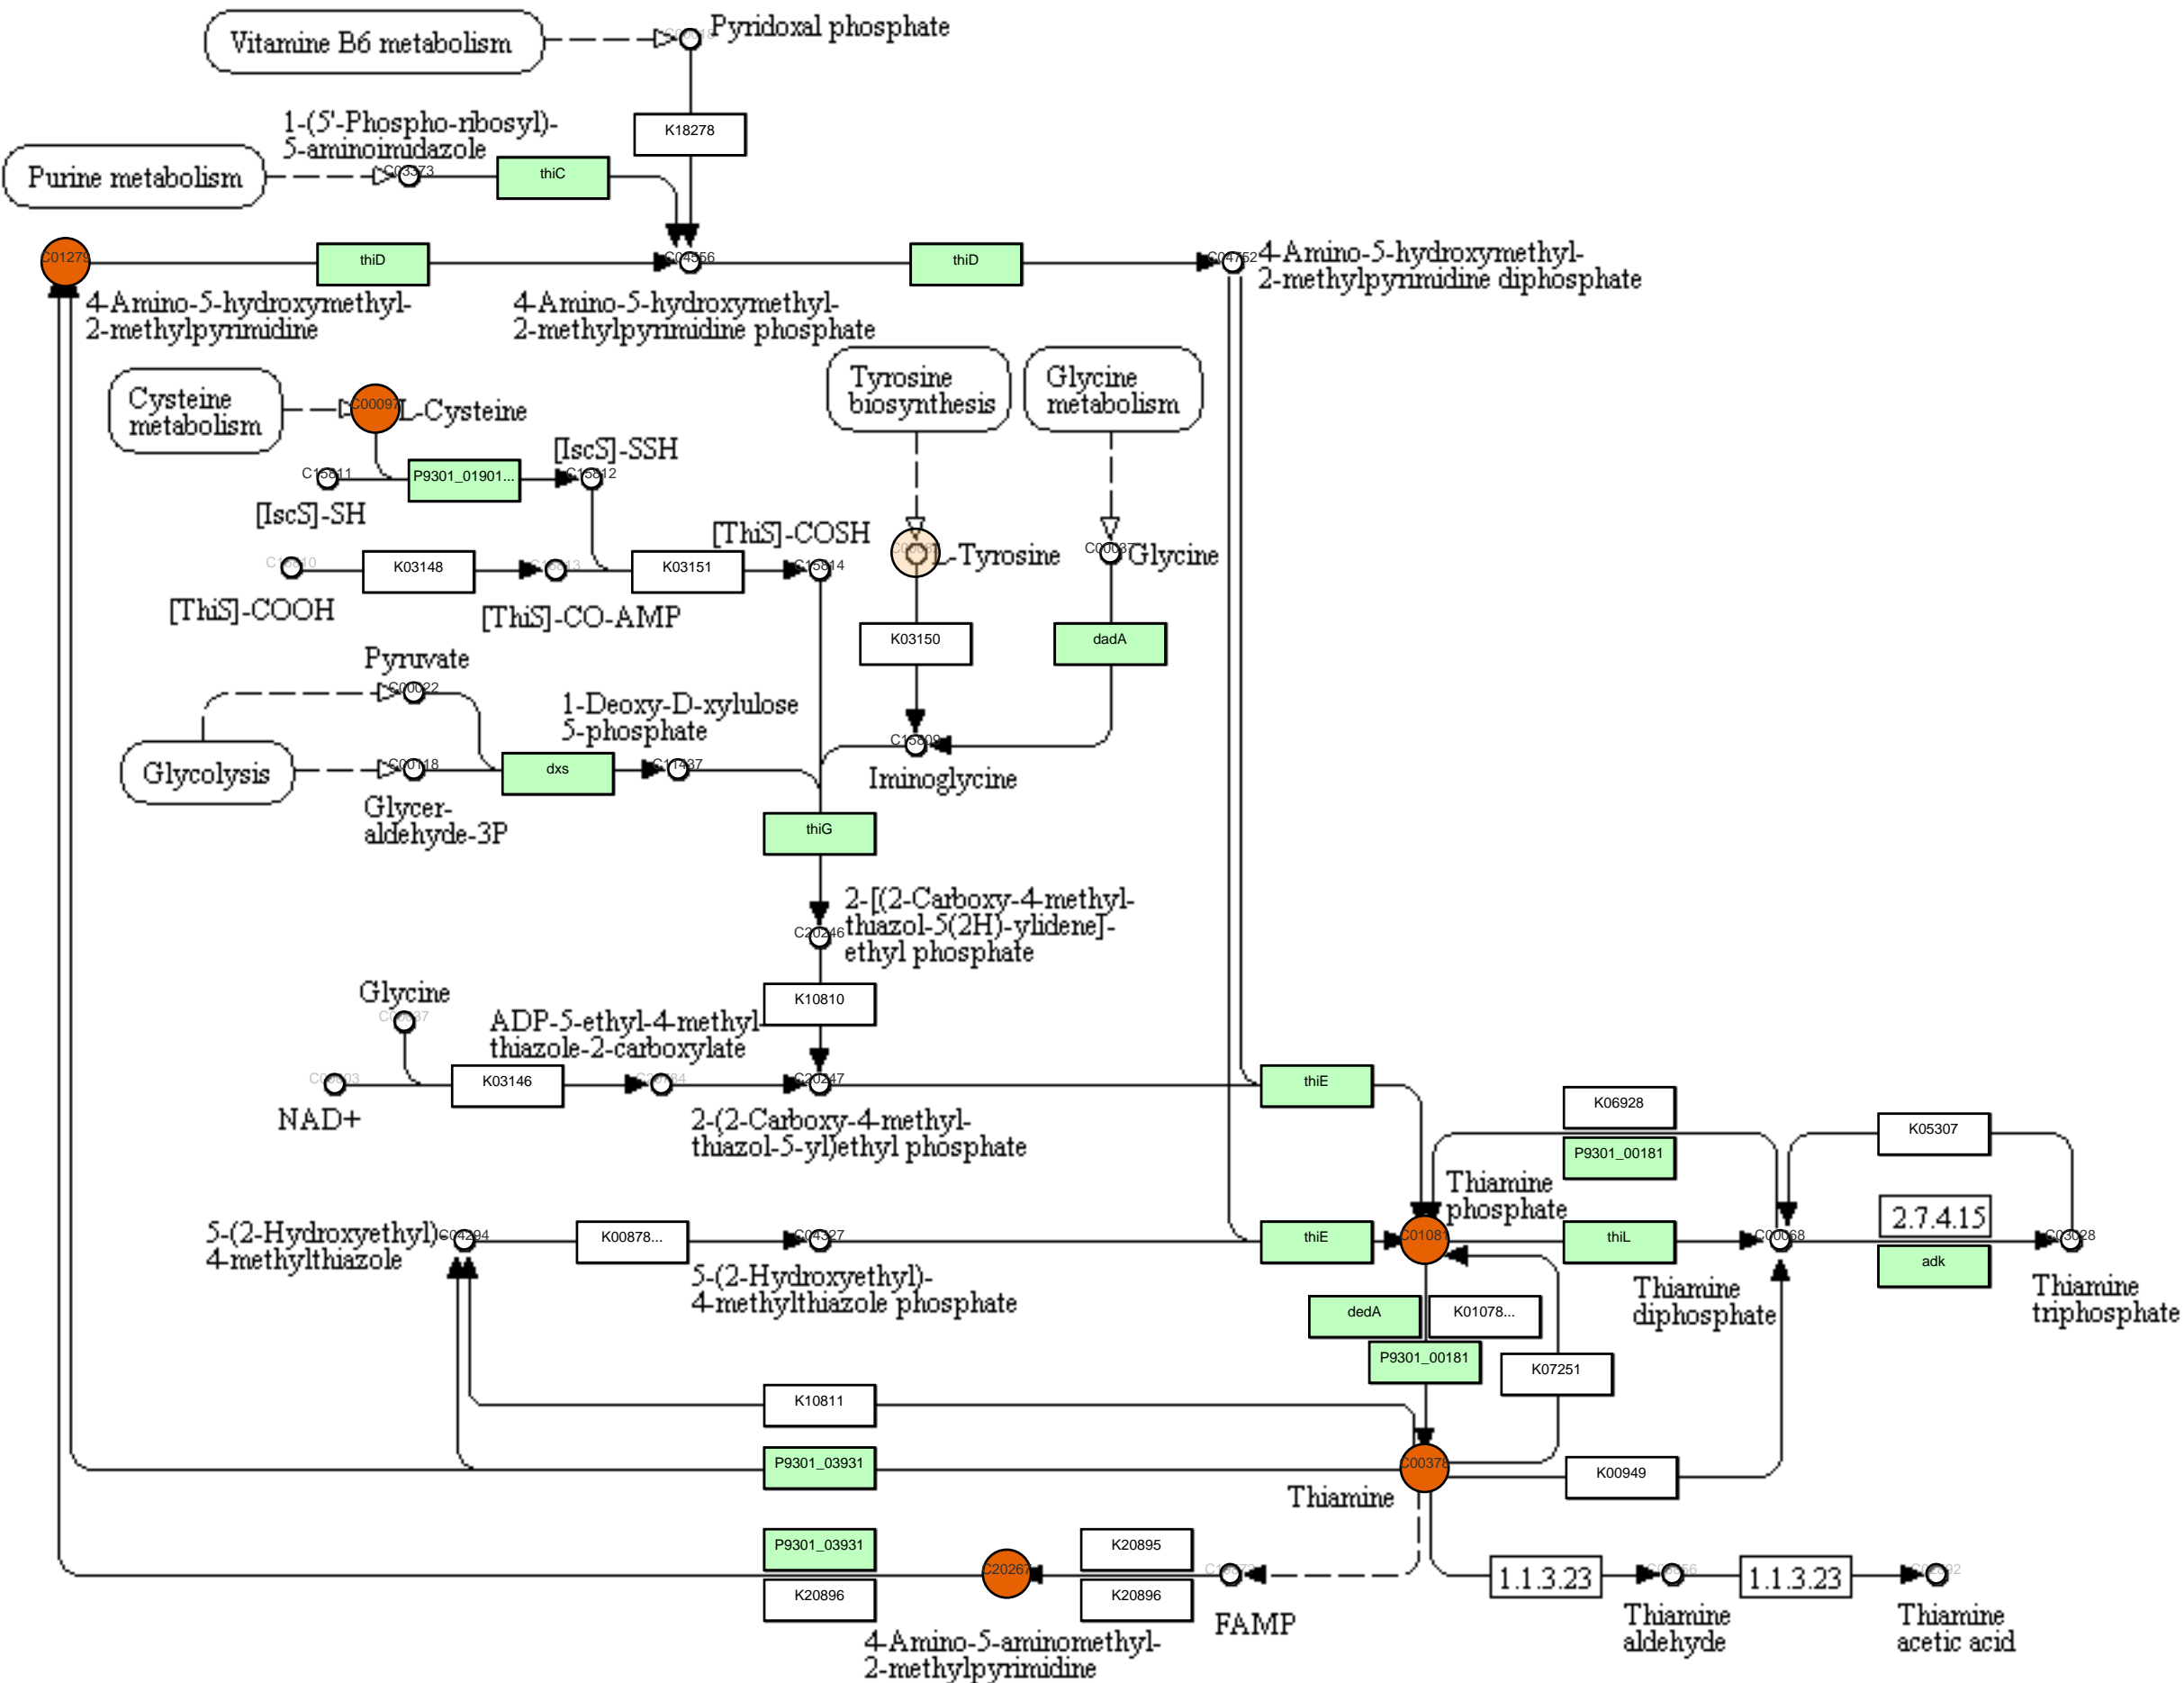 Vitamine B6 metabolism
Pyridoxal phosphate
K18278
1-(5'-Phospho-ribosyl)-
5-aminoimidazole
Purine metabolism
C03373
thiC
C01279
thiD
C04556
thiD
C04752
4-Amino-5-hydroxymethyl-
2-methylpyrimidine diphosphate
4-Amino-5-hydroxymethyl-
2-methylpyrimidine
4-Amino-5-hydroxymethyl-
2-methylpyrimidine phosphate
Cysteine
metabolism
C00097
L-Cysteine
Tyrosine
biosynthesis
Glycine
metabolism
[IscS]-SSH
C15811
P9301_01901...
C15812
[IscS]-SH
[ThiS]-COSH
L-Tyrosine
C00037
Glycine
C15810
K03148
C15813
K03151
C15814
[ThiS]-COOH
[ThiS]-CO-AMP
K03150
dadA
Pyruvate
C00022
1-Deoxy-D-xylulose
5-phosphate
C15809
Glycolysis
C00118
dxs
C11437
Iminoglycine
Glycer-
aldehyde-3P
thiG
2-[(2-Carboxy-4-methyl-
thiazol-5(2H)-ylidene]-
ethyl phosphate
C20246
Glycine
C00037
K10810
ADP-5-ethyl-4-methyl-
thiazole-2-carboxylate
C00003
K03146
C20784
C20247
thiE
NAD+
2-(2-Carboxy-4-methyl-
thiazol-5-yl)ethyl phosphate
K06928
K05307
P9301_00181
Thiamine
phosphate
5-(2-Hydroxyethyl)-
4-methylthiazole
C04294
K00878...
C04327
thiE
C01081
thiL
C00068
2.7.4.15
C03028
adk
5-(2-Hydroxyethyl)-
4-methylthiazole phosphate
Thiamine
diphosphate
Thiamine
triphosphate
dedA
K01078...
P9301_00181
K07251
K10811
P9301_03931
C00378
K00949
Thiamine
P9301_03931
K20896
C20267
K20895
K20896
FAMP
1.1.3.23
1.1.3.23
4-Amino-5-aminomethyl-
2-methylpyrimidine
Thiamine
aldehyde
Thiamine
acetic acid